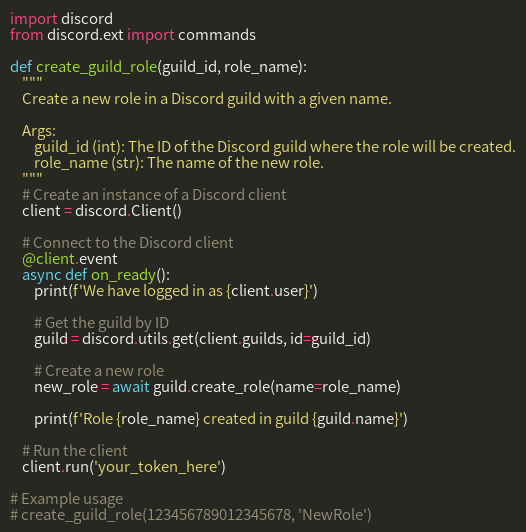 import discord
from discord.ext import commands

def create_guild_role(guild_id, role_name):
    """
    Create a new role in a Discord guild with a given name.

    Args:
        guild_id (int): The ID of the Discord guild where the role will be created.
        role_name (str): The name of the new role.
    """
    # Create an instance of a Discord client
    client = discord.Client()

    # Connect to the Discord client
    @client.event
    async def on_ready():
        print(f'We have logged in as {client.user}')

        # Get the guild by ID
        guild = discord.utils.get(client.guilds, id=guild_id)

        # Create a new role
        new_role = await guild.create_role(name=role_name)

        print(f'Role {role_name} created in guild {guild.name}')

    # Run the client
    client.run('your_token_here')

# Example usage
# create_guild_role(123456789012345678, 'NewRole')